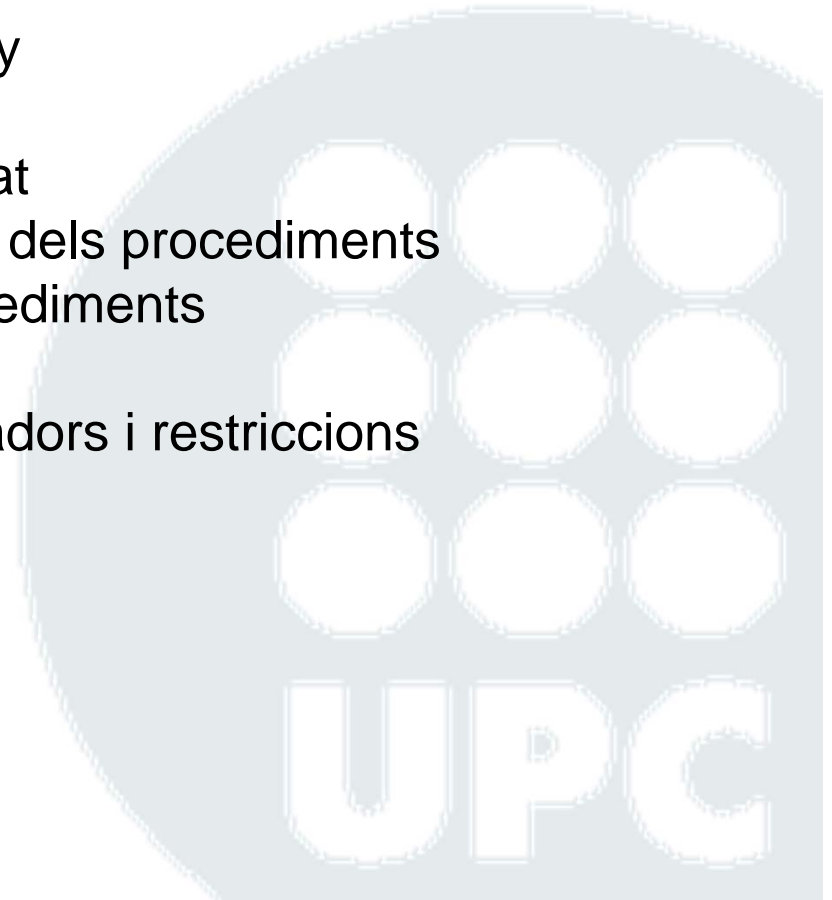 y
at
dels procediments
ediments
adors i restriccions
UPC